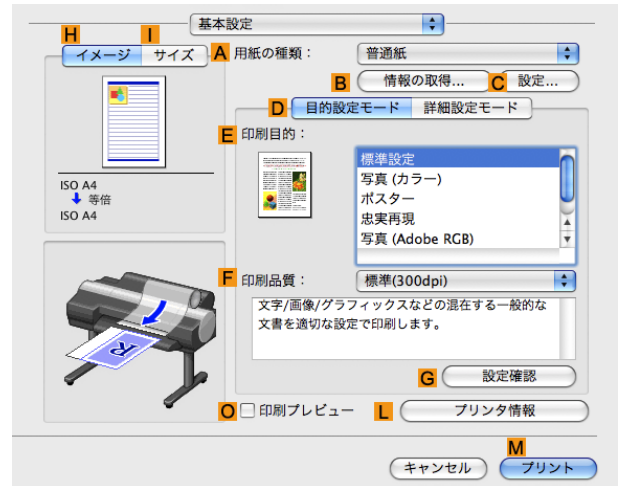 基本設定
H I
イメージ サイズ
A 用紙の種類： 普通紙
B 情報の取得... C 設定...
D 目的設定モード 詳細設定モード
E 印刷目的：
標準設定
写真 (カラー)
ポスター
忠実再現
写真 (Adobe RGB)
ISO A4
等倍
ISO A4
F 印刷品質： 標準(300dpi)
文字/画像/グラフィックスなどの混在する一般的な
文書を適切な設定で印刷します。
R
G 設定確認
O 印刷プレビュー L プリンタ情報
M
キャンセル プリント